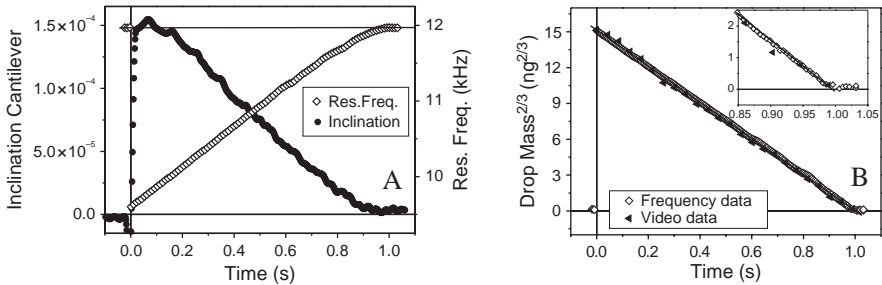 Inclination Cantilever
1.5×10⁻⁴
1.0×10⁻⁴
5.0×10⁻⁵
0.0
0.0 0.2 0.4 0.6 0.8 1.0
Time (s)
Res.Freq.
Inclination
A
12
11
10
Res. Freq. (kHz)
Drop Mass^2/3 (ng^2/3)
15
12
9
6
3
0
0.0 0.2 0.4 0.6 0.8 1.0
Time (s)
Frequency data
Video data
B
2
1
0
0.85 0.90 0.95 1.00 1.05